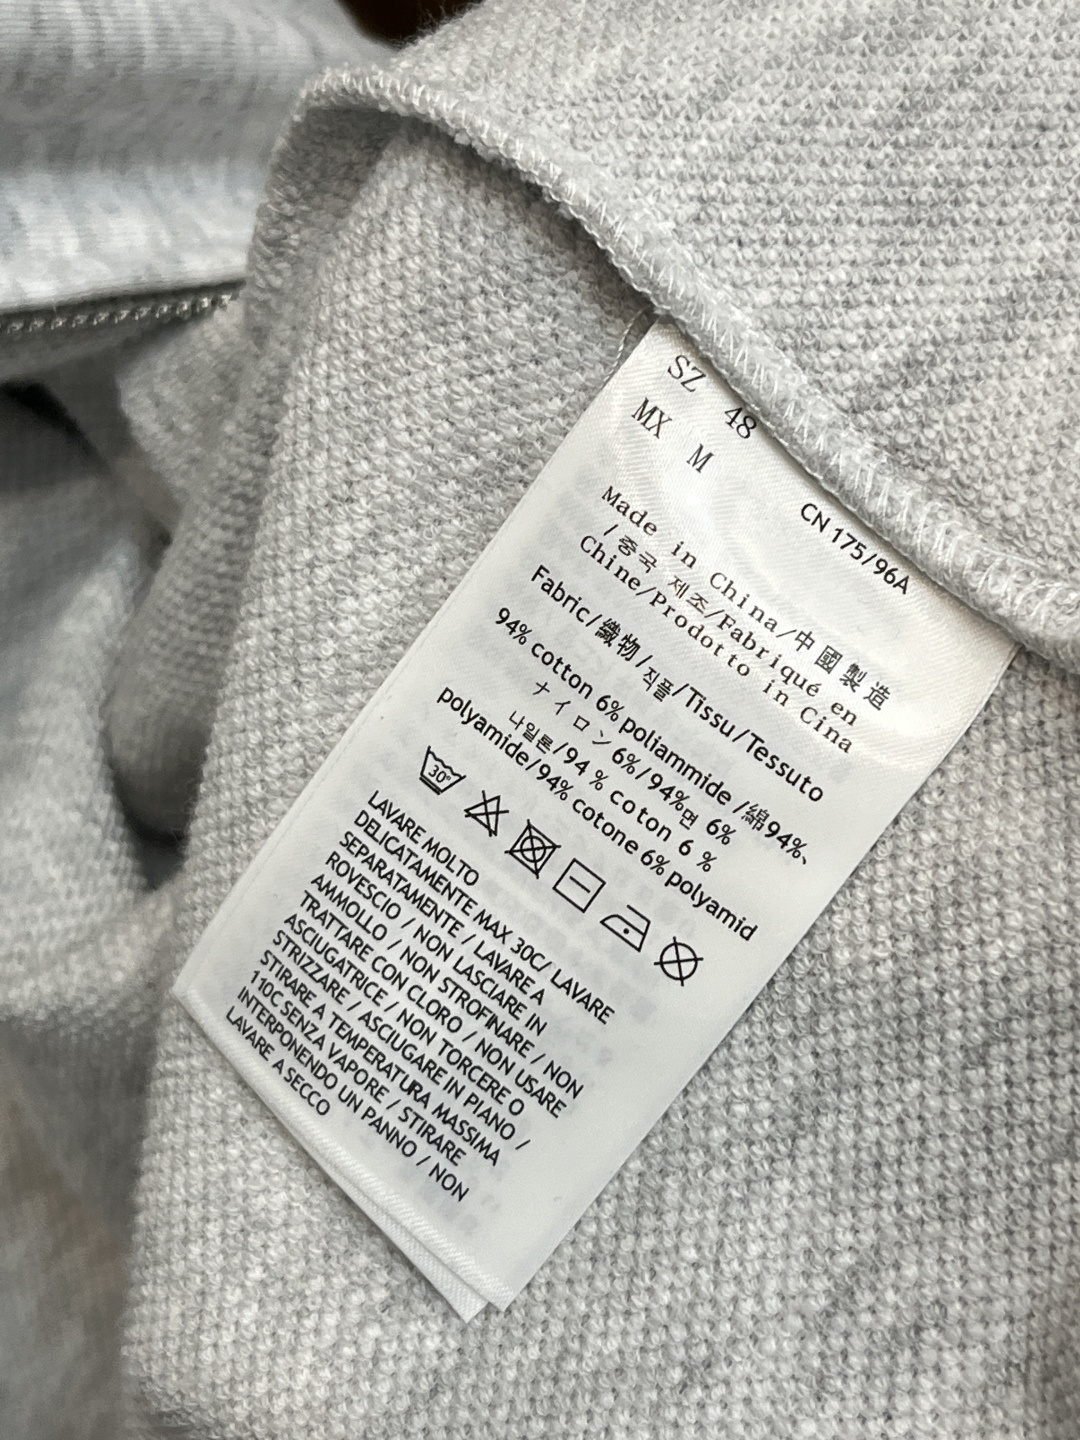 SZ 48
MX M
CN 175/96A
Made in China/中國製造
/중국 제조/Fabriqué en
Chine/Prodotto in Cina
Fabric/織物/직플/Tissu/Tessuto
94% cotton 6% poliammide /綿94%、
ナイロン 6%/94%면 6%
나일론/94 % coton 6 %
polyamide/94% cotone 6% polyamid
30°
LAVARE MOLTO
DELICATAMENTE MAX 30C/ LAVARE
SEPARATAMENTE / LAVARE A
ROVESCIO / NON LASCIARE IN
AMMOLLO / NON STROFINARE / NON
TRATTARE CON CLORO / NON USARE
ASCIUGATRICE / NON TORCERE O
STRIZZARE / ASCIUGARE IN PIANO /
STIRARE A TEMPERATURA MASSIMA
110C SENZA VAPORE / STIRARE
INTERPONENDO UN PANNO / NON
LAVARE A SECCO